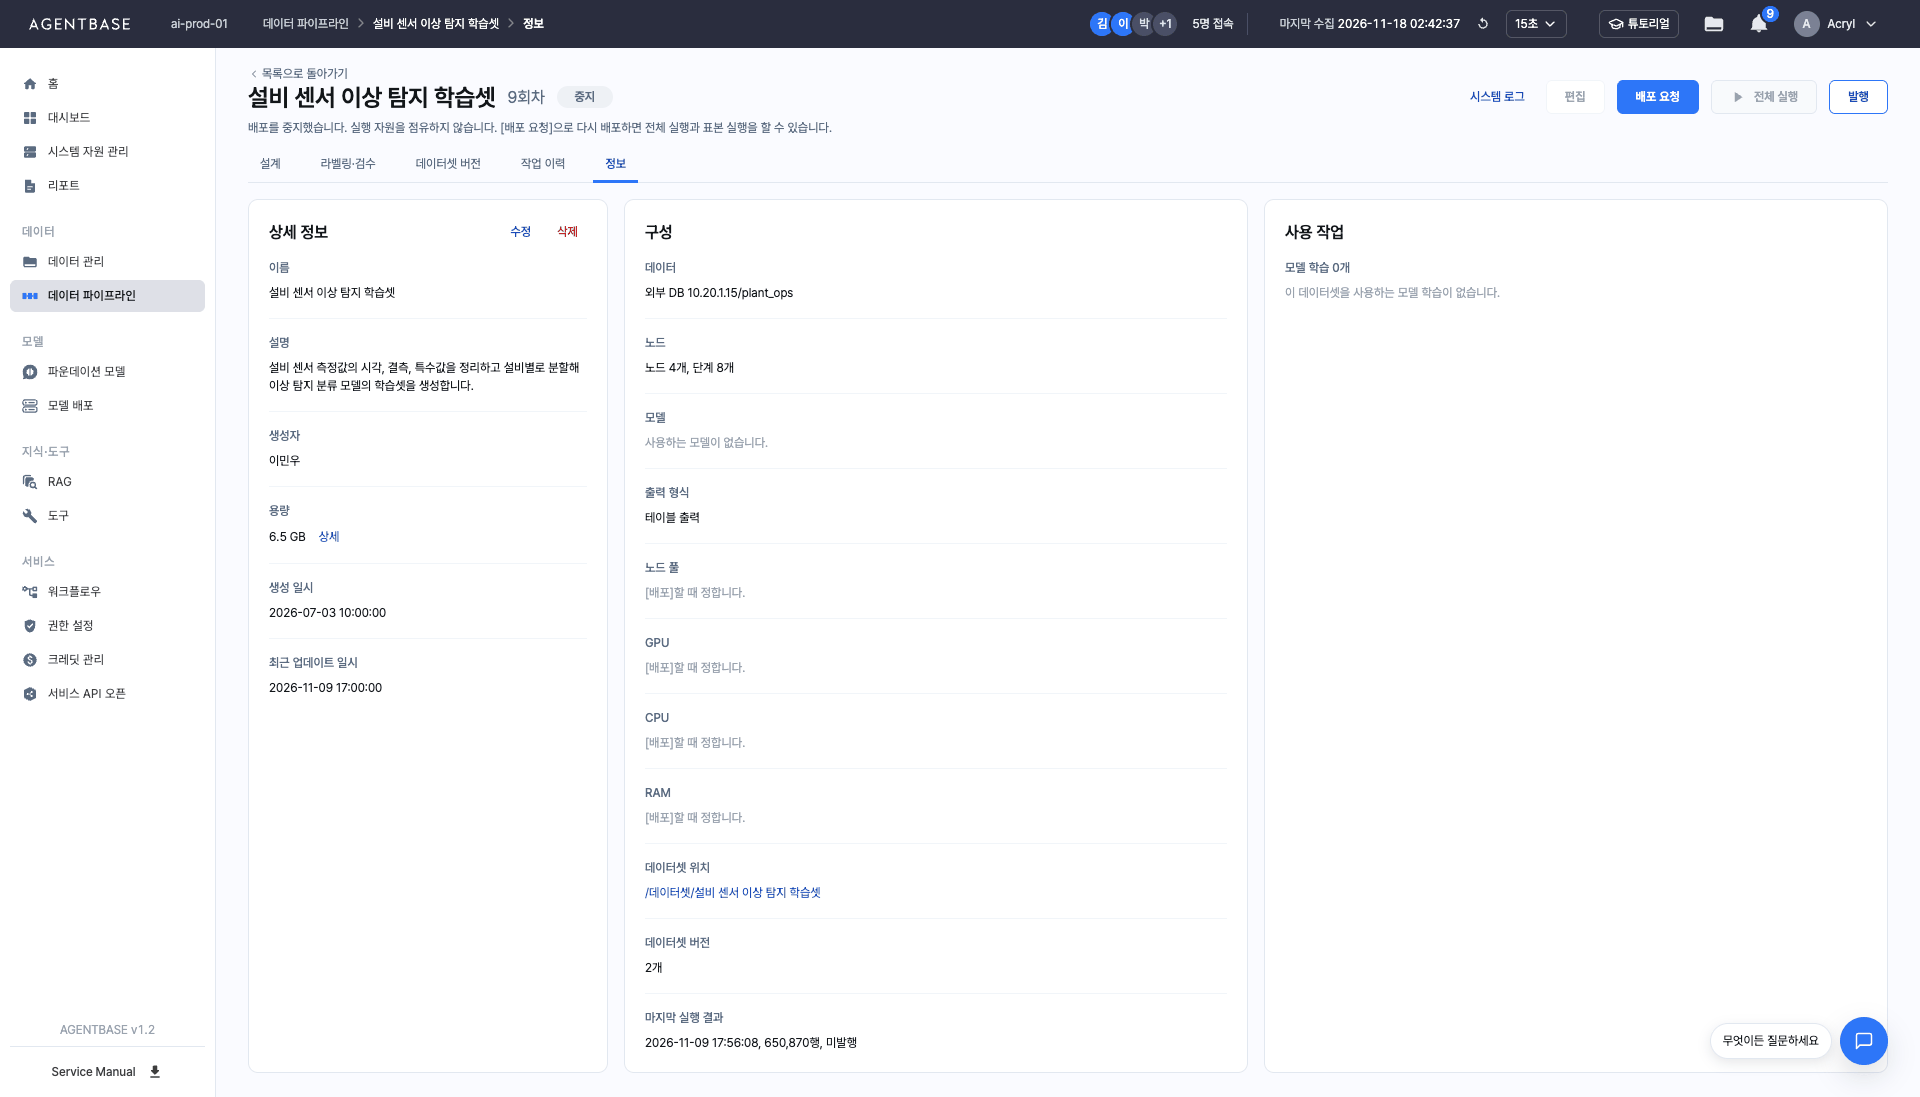 AGENTBASE
ai-prod-01
데이터 파이프라인
설비 센서 이상 탐지 학습셋
정보
김
이
박
+1
5명 접속
마지막 수집 2026-11-18 02:42:37
15초
튜토리얼
9
A
Acryl
홈
대시보드
시스템 자원 관리
리포트
데이터
데이터 관리
데이터 파이프라인
모델
파운데이션 모델
모델 배포
지식·도구
RAG
도구
서비스
워크플로우
권한 설정
크레딧 관리
서비스 API 오픈
AGENTBASE v1.2
Service Manual
목록으로 돌아가기
설비 센서 이상 탐지 학습셋 9회차 중지
배포를 중지했습니다. 실행 자원을 점유하지 않습니다. [배포 요청]으로 다시 배포하면 전체 실행과 표본 실행을 할 수 있습니다.
시스템 로그
편집
배포 요청
전체 실행
발행
설계
라벨링·검수
데이터셋 버전
작업 이력
정보
상세 정보
수정
삭제
이름
설비 센서 이상 탐지 학습셋
설명
설비 센서 측정값의 시각, 결측, 특수값을 정리하고 설비별로 분할해
이상 탐지 분류 모델의 학습셋을 생성합니다.
생성자
이민우
용량
6.5 GB 상세
생성 일시
2026-07-03 10:00:00
최근 업데이트 일시
2026-11-09 17:00:00
구성
데이터
외부 DB 10.20.1.15/plant_ops
노드
노드 4개, 단계 8개
모델
사용하는 모델이 없습니다.
출력 형식
테이블 출력
노드 풀
[배포]할 때 정합니다.
GPU
[배포]할 때 정합니다.
CPU
[배포]할 때 정합니다.
RAM
[배포]할 때 정합니다.
데이터셋 위치
/데이터셋/설비 센서 이상 탐지 학습셋
데이터셋 버전
2개
마지막 실행 결과
2026-11-09 17:56:08, 650,870행, 미발행
사용 작업
모델 학습 0개
이 데이터셋을 사용하는 모델 학습이 없습니다.
무엇이든 질문하세요